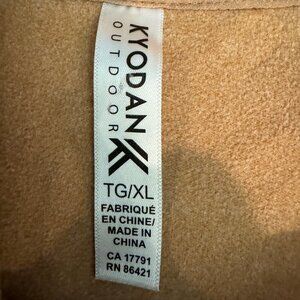 KYODAN
OUTDOOR
TG/XL
FABRIQUÉ
EN CHINE/
MADE IN
CHINA
CA 17791
RN 86421